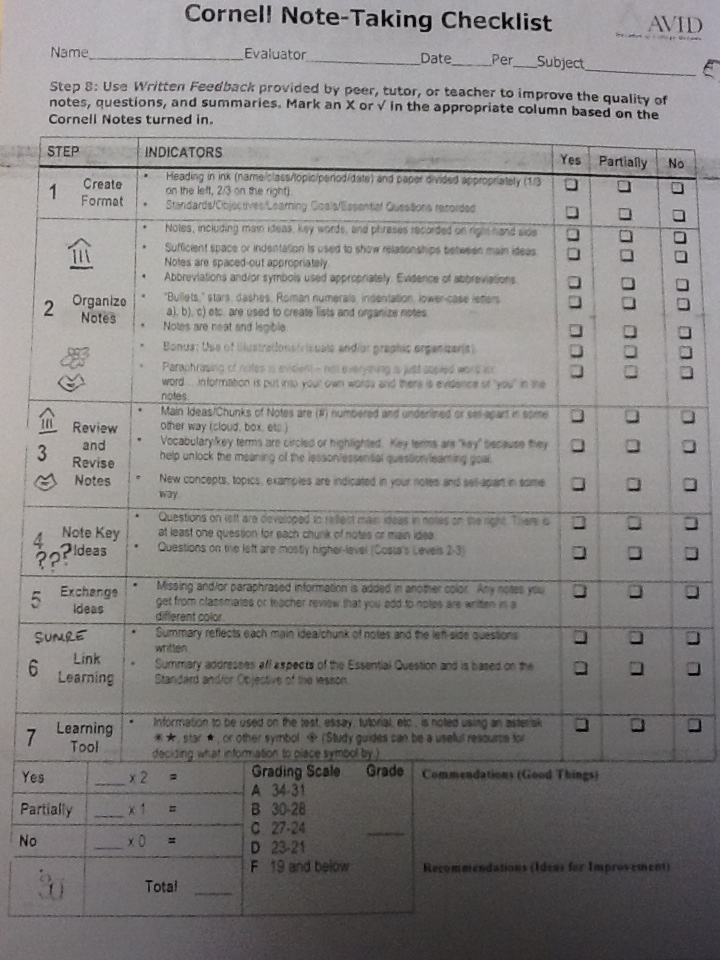 Cornell Note-Taking Checklist
AVID
Name Evaluator Date Per Subject
Step 8: Use Written Feedback provided by peer, tutor, or teacher to improve the quality of
notes, questions, and summaries. Mark an X or √ in the appropriate column based on the
Cornell Notes turned in.
STEP INDICATORS Yes Partially No
1 Create Format
• Heading in ink (name/class/topic/period/date) and paper divided appropriately (1/3
on the left, 2/3 on the right).
• Standards/Objectives/Learning Goals/Essential Questions recorded
2 Organize Notes
• Notes, including main ideas, key words, and phrases recorded on right-hand side
• Sufficient space or indentation is used to show relationships between main ideas.
Notes are spaced-out appropriately.
• Abbreviations and/or symbols used appropriately. Evidence of abbreviations.
• "Bullets," stars, dashes, Roman numerals, indentation, lower-case letters
a), b), c) etc. are used to create lists and organize notes.
• Notes are neat and legible.
• Bonus: Use of illustrations/visuals and/or graphic organizer(s).
• Paraphrasing of notes is evident – not everything is just copied word for
word... information is put into your own words and there is evidence of "you" in the
notes.
3 Review and Revise Notes
• Main Ideas/Chunks of Notes are (#) numbered and underlined or set-apart in some
other way (cloud, box, etc.)
• Vocabulary/key terms are circled or highlighted. Key terms are "key" because they
help unlock the meaning of the lesson/essential question/learning goal.
• New concepts, topics, examples are indicated in your notes and set-apart in some
way.
4 Note Key Ideas
???
• Questions on left are developed to reflect main ideas in notes on the right. There is
at least one question for each chunk of notes or main idea.
• Questions on the left are mostly higher-level (Costa's Levels 2-3)
5 Exchange Ideas
• Missing and/or paraphrased information is added in another color. Any notes you
get from classmates or teacher review that you add to notes are written in a
different color.
SUMRE
6 Link Learning
• Summary reflects each main idea/chunk of notes and the left-side questions
written.
• Summary addresses all aspects of the Essential Question and is based on the
Standard and/or Objective of the lesson.
7 Learning Tool
• Information to be used on the test, essay, tutorial, etc., is noted using an asterisk
✳★, star ★, or other symbol (Study guides can be a useful resource for
deciding what information to place symbol by.)
Yes ___ x 2 =
Partially ___ x 1 =
No ___ x 0 =
Total ____
Grading Scale Grade
A 34-31
B 30-28
C 27-24
D 23-21
F 19 and below
Commendations (Good Things)
Recommendations (Ideas for Improvement)